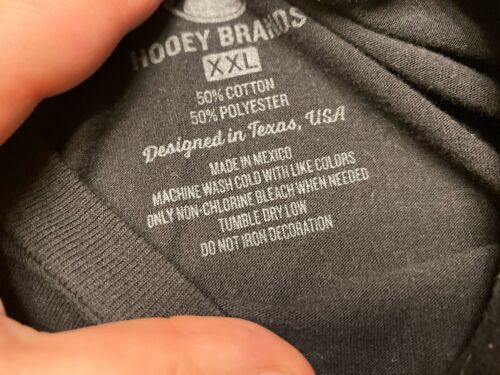 HOOEY BRANDS
XXL
50% COTTON
50% POLYESTER
Designed in Texas, USA
MADE IN MEXICO
MACHINE WASH COLD WITH LIKE COLORS
ONLY NON-CHLORINE BLEACH WHEN NEEDED
TUMBLE DRY LOW
DO NOT IRON DECORATION